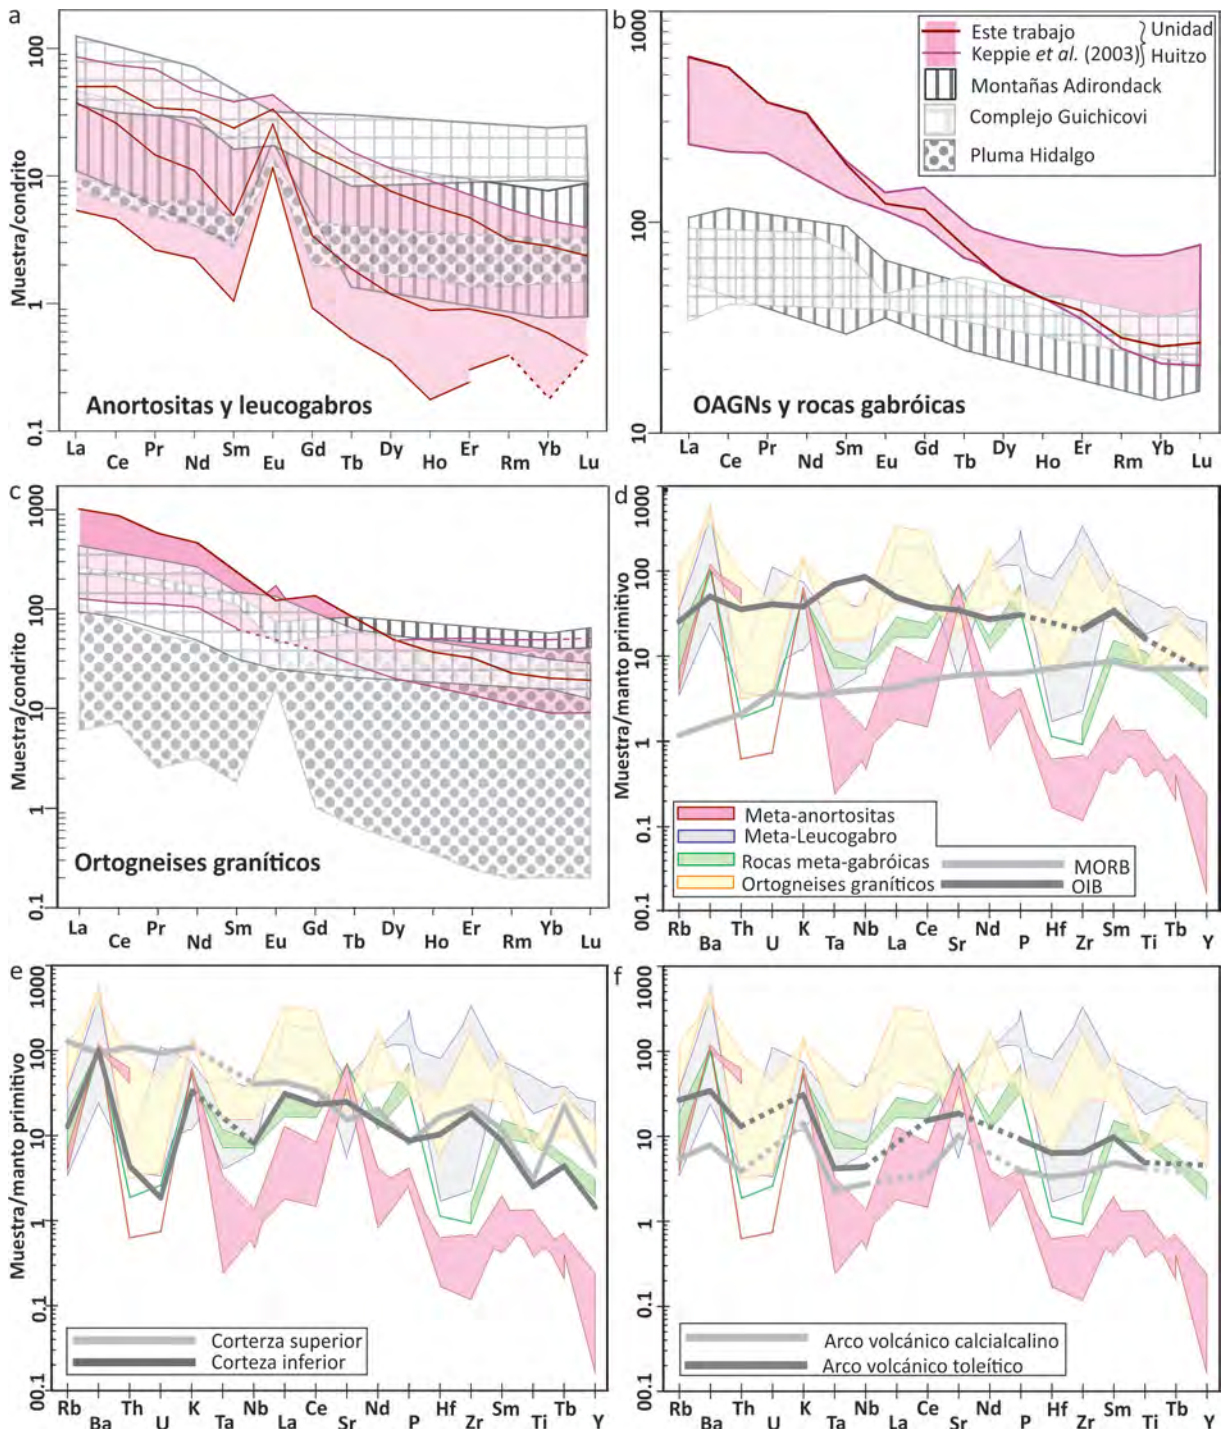 a
Muestra/condrito
100
10
1
0.1
Anortositas y leucogabros
La Ce Pr Nd Sm Eu Gd Tb Dy Ho Er Rm Yb Lu
b
1000
100
10
Este trabajo
Keppie et al. (2003)
Unidad
Huitzo
Montañas Adirondack
Complejo Guichicovi
Pluma Hidalgo
OAGNs y rocas gabróicas
La Ce Pr Nd Sm Eu Gd Tb Dy Ho Er Rm Yb Lu
c
Muestra/condrito
1000
100
10
1
0.1
Ortogneises graníticos
La Ce Pr Nd Sm Eu Gd Tb Dy Ho Er Rm Yb Lu
d
Muestra/manto primitivo
1000
100
10
1
0.1
00.1
Meta-anortositas
Meta-Leucogabro
Rocas meta-gabróicas
Ortogneises graníticos
MORB
OIB
Rb Ba Th U K Ta Nb La Ce Sr Nd P Hf Zr Sm Ti Tb Y
e
Muestra/manto primitivo
1000
100
10
1
0.1
00.1
Corterza superior
Corteza inferior
Rb Ba Th U K Ta Nb La Ce Sr Nd P Hf Zr Sm Ti Tb Y
f
1000
100
10
1
0.1
00.1
Arco volcánico calcialcalino
Arco volcánico toleítico
Rb Ba Th U K Ta Nb La Ce Sr Nd P Hf Zr Sm Ti Tb Y